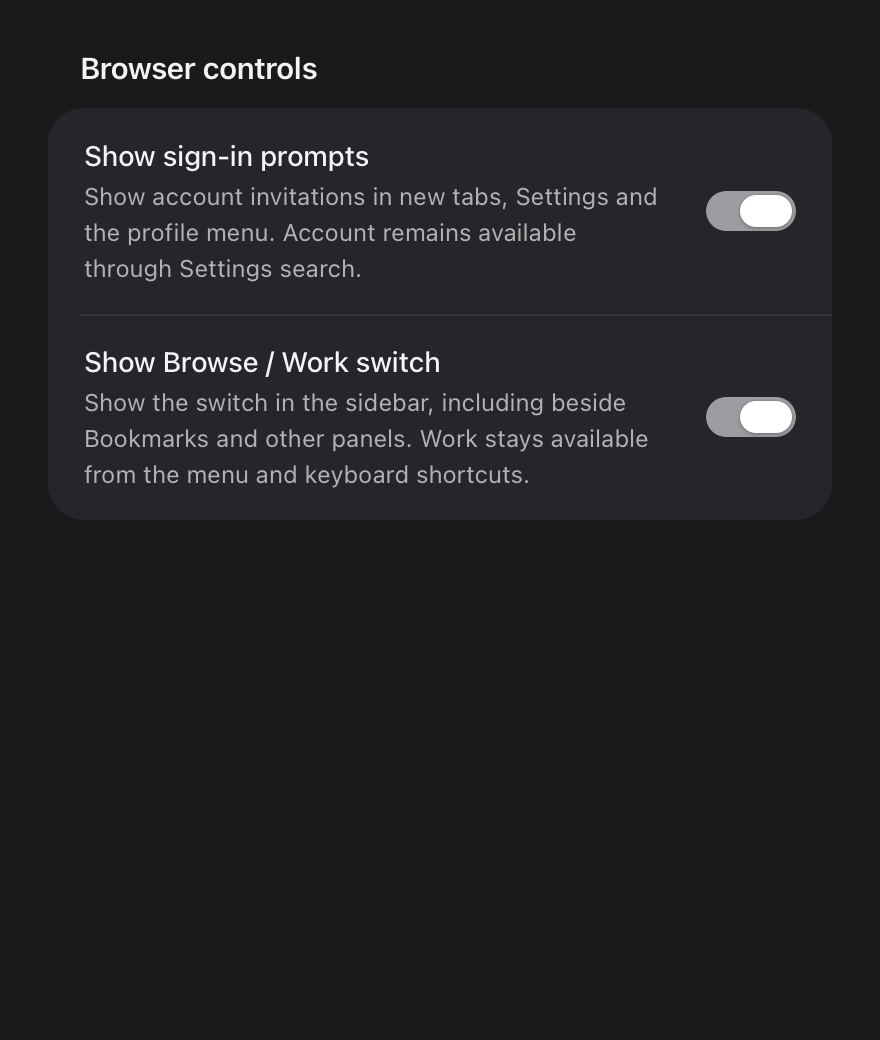 Browser controls
Show sign-in prompts
Show account invitations in new tabs, Settings and
the profile menu. Account remains available
through Settings search.
Show Browse / Work switch
Show the switch in the sidebar, including beside
Bookmarks and other panels. Work stays available
from the menu and keyboard shortcuts.